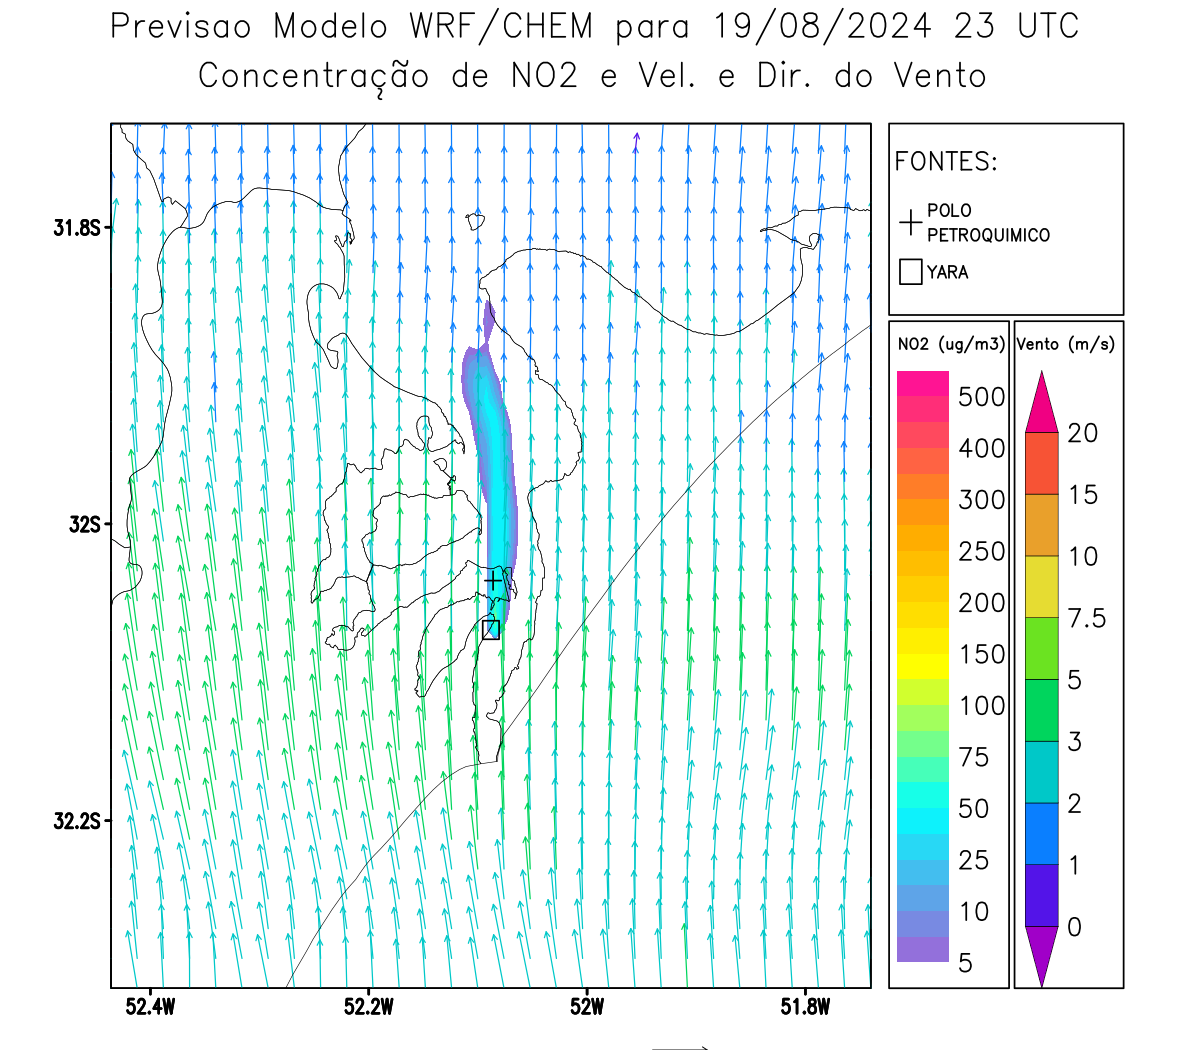 Previsao Modelo WRF/CHEM para 19/08/2024 23 UTC
Concentração de NO2 e Vel. e Dir. do Vento
FONTES:
POLO
PETROQUIMICO
YARA
NO2 (ug/m3)
500
400
300
250
200
150
100
75
50
25
10
5
Vento (m/s)
20
15
10
7.5
5
3
2
1
0
31.8S
32S
32.2S
52.4W 52.2W 52W 51.8W